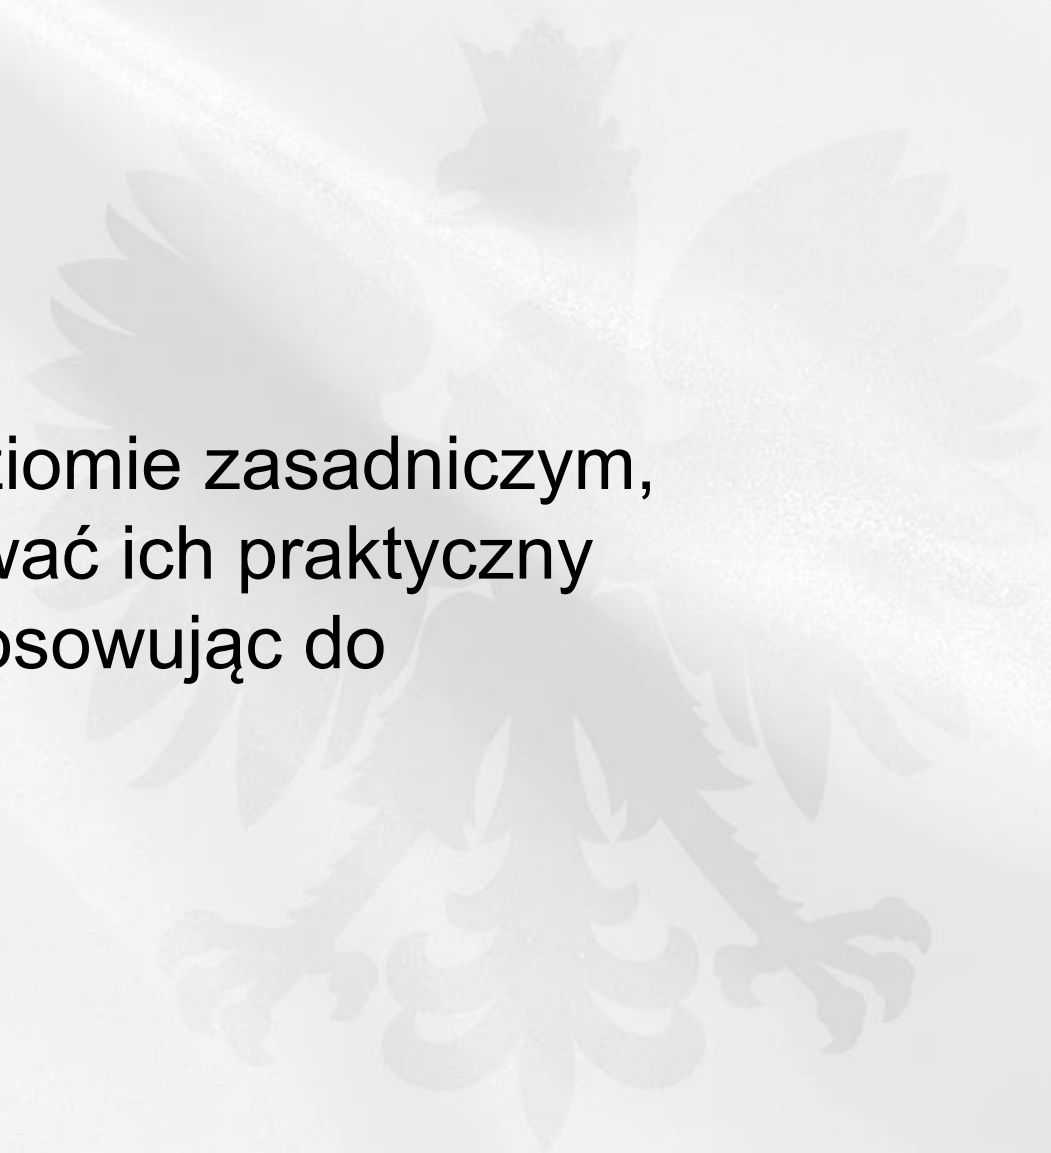 ziomie zasadniczym,
wać ich praktyczny
osowując do